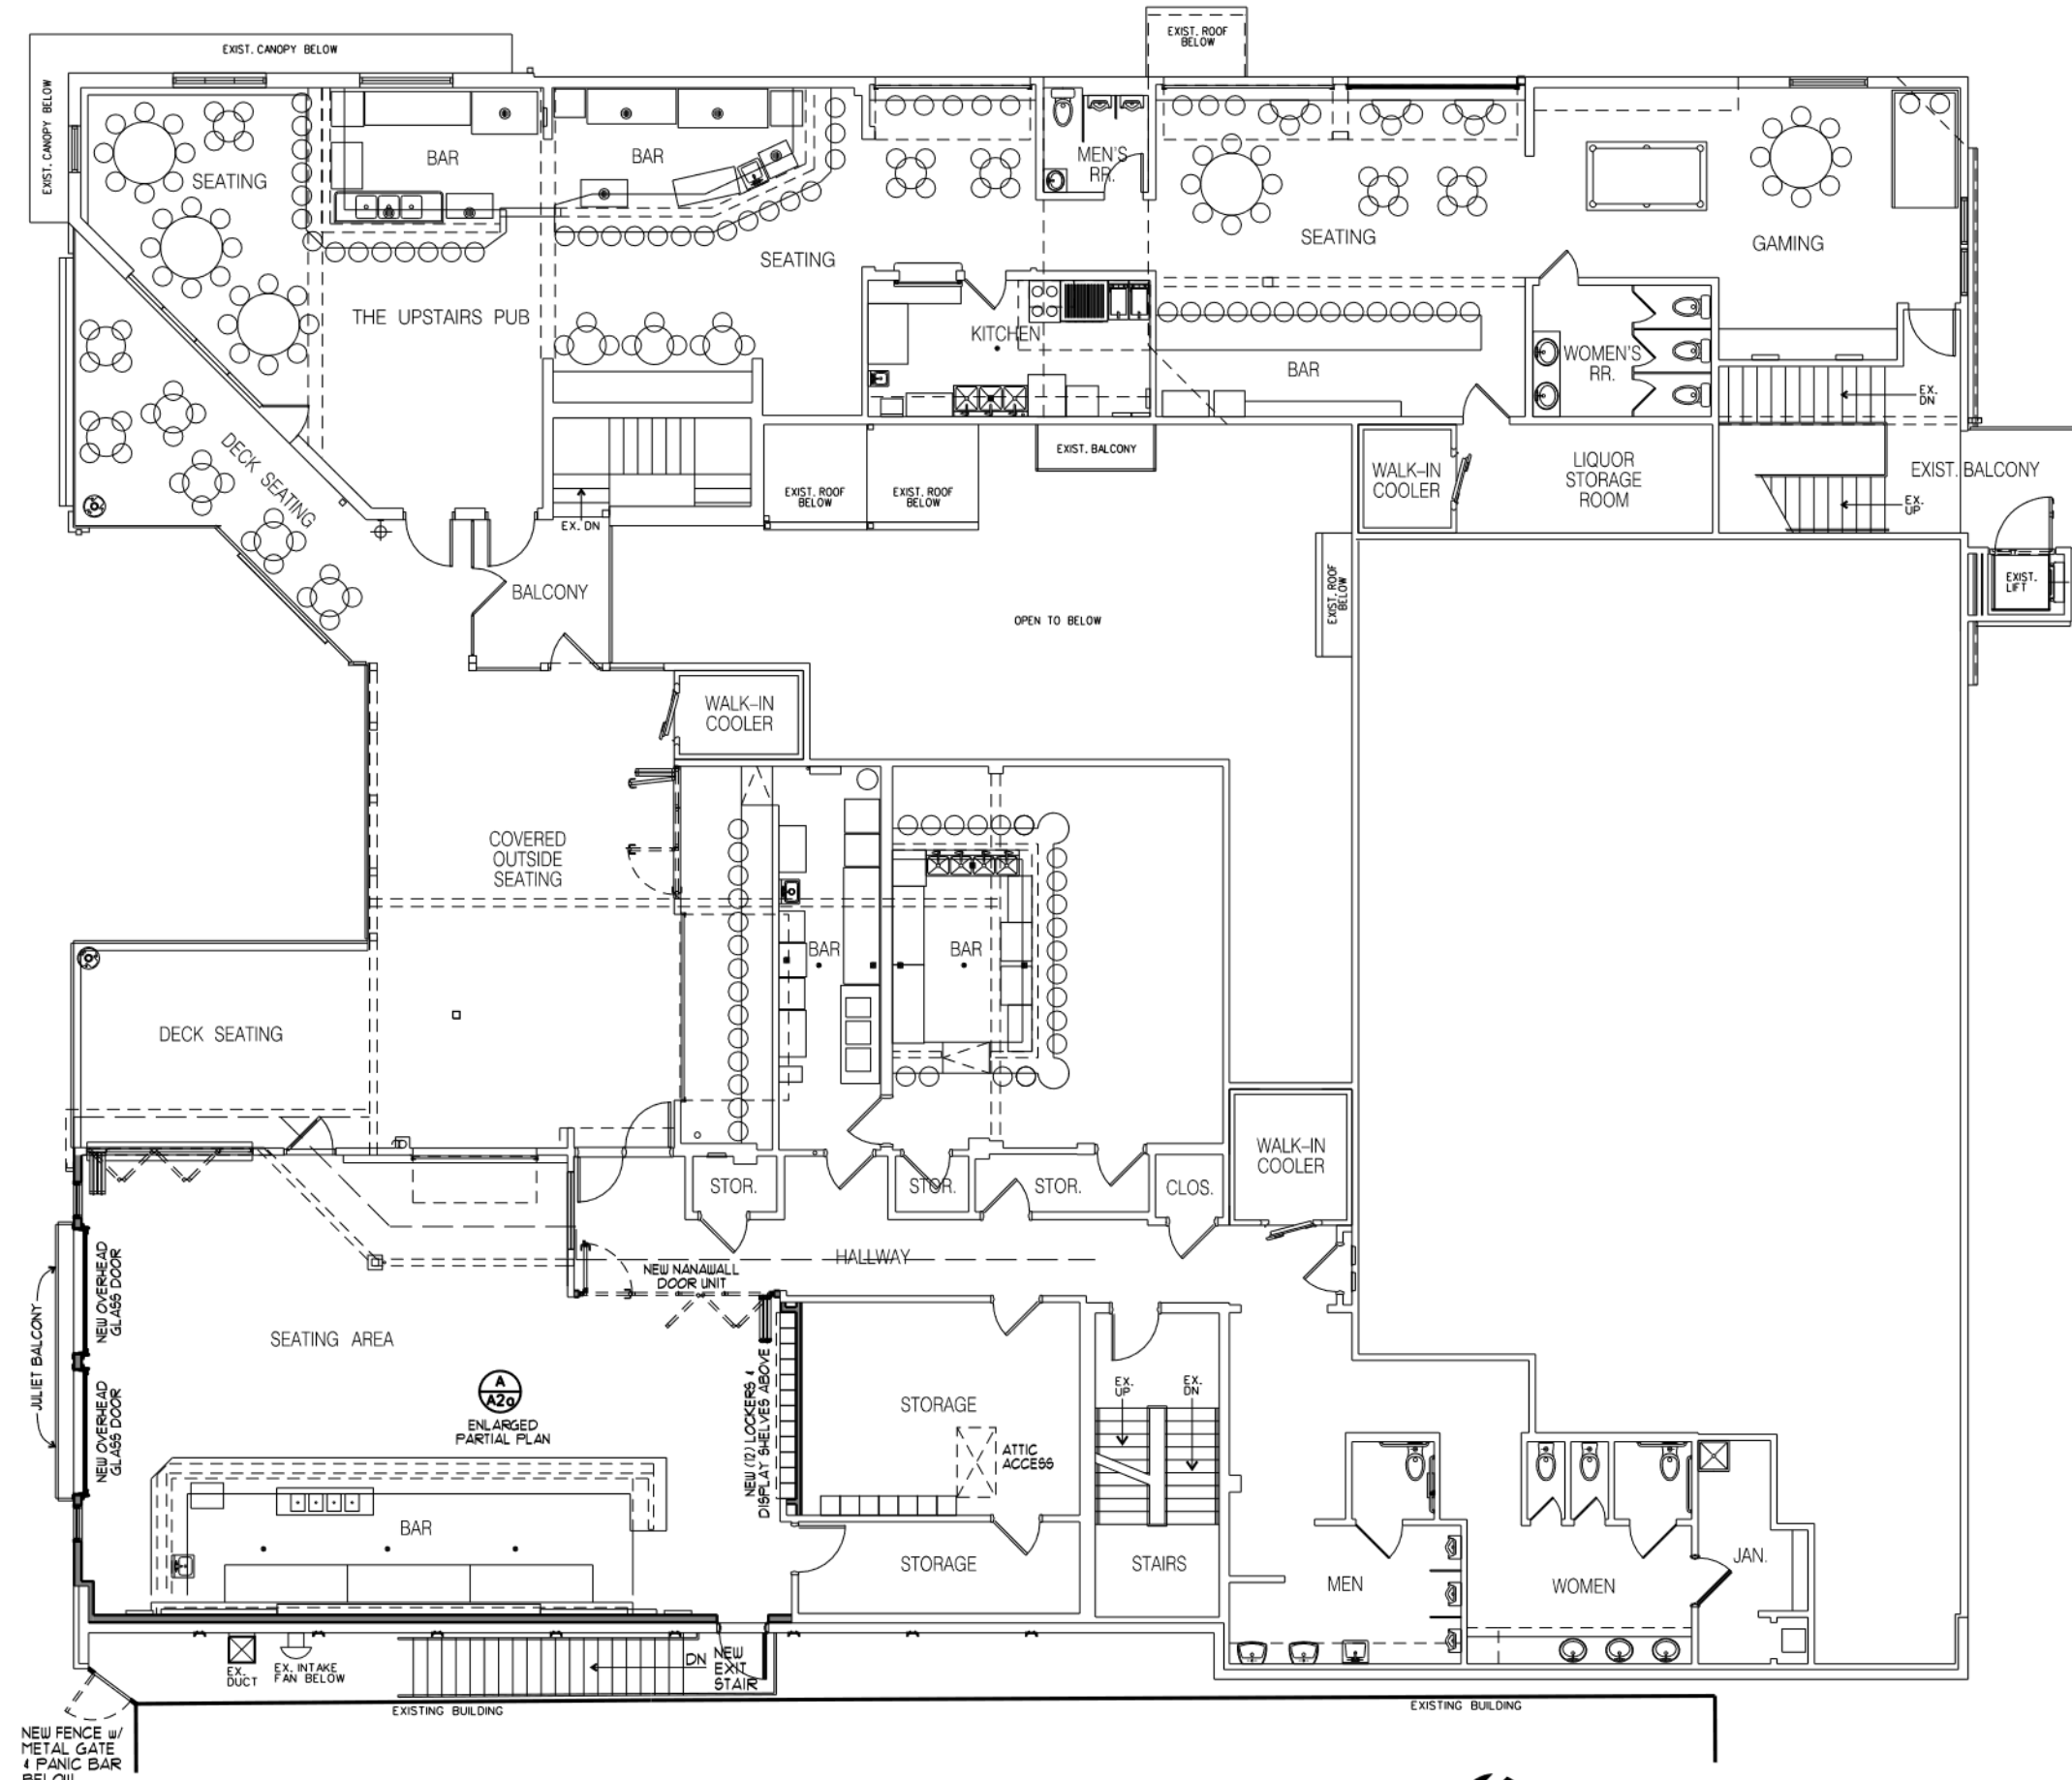 EXIST. ROOF
BELOW
EXIST. CANOPY BELOW
EXIST. CANOPY BELOW
SEATING
BAR
BAR
MEN'S
RR.
SEATING
SEATING
GAMING
THE UPSTAIRS PUB
KITCHEN
BAR
WOMEN'S
RR.
EX.
DN
DECK SEATING
EXIST. BALCONY
WALK-IN
COOLER
LIQUOR
STORAGE
ROOM
EXIST. BALCONY
EX.
UP
EXIST. ROOF
BELOW
EXIST. ROOF
BELOW
EX. DN
BALCONY
EXIST. ROOF
BELOW
EXIST.
LIFT
OPEN TO BELOW
WALK-IN
COOLER
COVERED
OUTSIDE
SEATING
BAR
BAR
DECK SEATING
WALK-IN
COOLER
STOR.
STOR.
STOR.
CLOS.
HALLWAY
NEW NANAWALL
DOOR UNIT
JULIET BALCONY
NEW OVERHEAD
GLASS DOOR
NEW OVERHEAD
GLASS DOOR
SEATING AREA
A
A2a
ENLARGED
PARTIAL PLAN
NEW (12) LOCKERS &
DISPLAY SHELVES ABOVE
STORAGE
ATTIC
ACCESS
EX.
UP
EX.
DN
BAR
STORAGE
STAIRS
MEN
WOMEN
JAN.
EX.
DUCT
EX. INTAKE
FAN BELOW
DN
NEW
EXIT
STAIR
EXISTING BUILDING
EXISTING BUILDING
NEW FENCE w/
METAL GATE
& PANIC BAR
BELOW